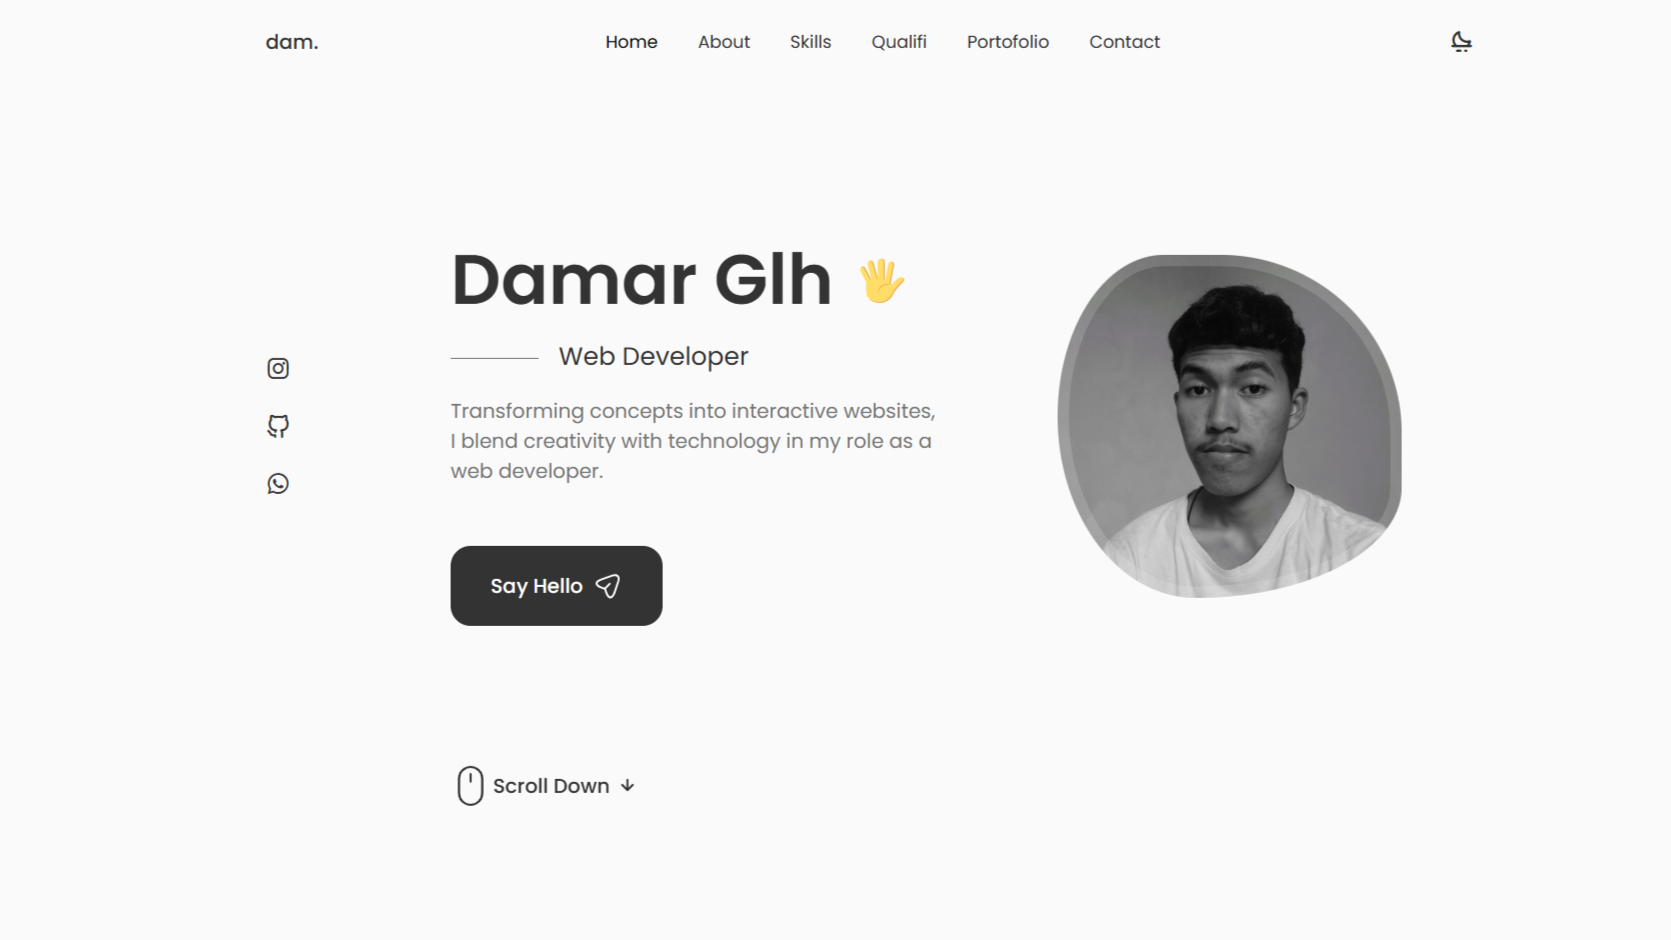 dam.
Home About Skills Qualifi Portofolio Contact
Damar Glh
Web Developer
Transforming concepts into interactive websites,
I blend creativity with technology in my role as a
web developer.
Say Hello
Scroll Down